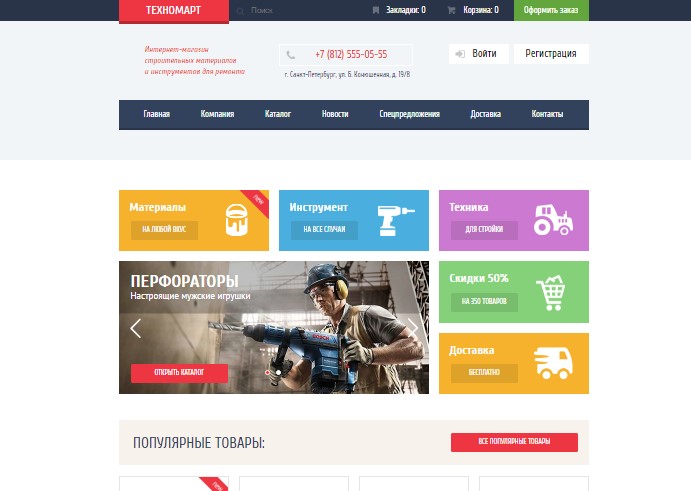 ТЕХНОМАРТ
Поиск
Закладки: 0
Корзина: 0
Оформить заказ
Интернет-магазин
строительных материалов
и инструментов для ремонта
+7 (812) 555-05-55
г. Санкт-Петербург, ул. Б. Конюшенная, д. 19/8
Войти
Регистрация
Главная
Компания
Каталог
Новости
Спецпредложения
Доставка
Контакты
Материалы
НА ЛЮБОЙ ВКУС
new
Инструмент
НА ВСЕ СЛУЧАИ
Техника
ДЛЯ СТРОЙКИ
ПЕРФОРАТОРЫ
Настоящие мужские игрушки
BOSCH
ОТКРЫТЬ КАТАЛОГ
Скидки 50%
НА 350 ТОВАРОВ
Доставка
БЕСПЛАТНО
ПОПУЛЯРНЫЕ ТОВАРЫ:
ВСЕ ПОПУЛЯРНЫЕ ТОВАРЫ
new